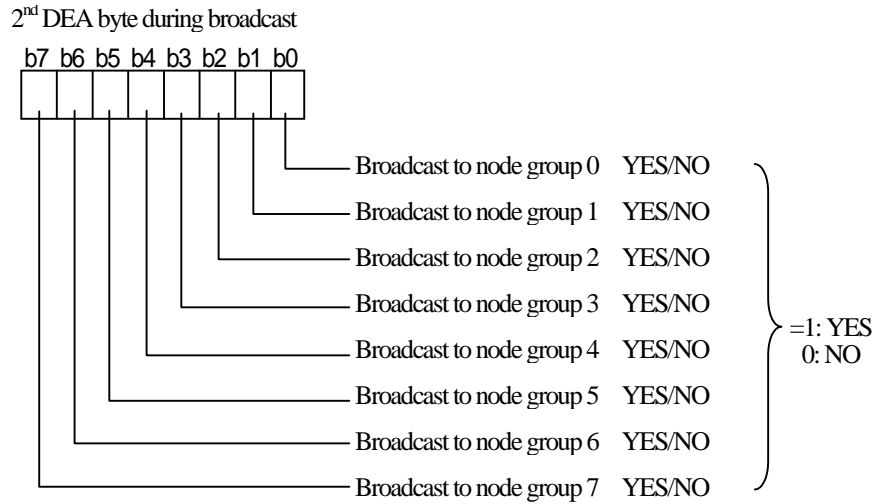 2nd DEA byte during broadcast
b7 b6 b5 b4 b3 b2 b1 b0
Broadcast to node group 0 YES/NO
Broadcast to node group 1 YES/NO
Broadcast to node group 2 YES/NO
Broadcast to node group 3 YES/NO
Broadcast to node group 4 YES/NO
Broadcast to node group 5 YES/NO
Broadcast to node group 6 YES/NO
Broadcast to node group 7 YES/NO
=1: YES
0: NO